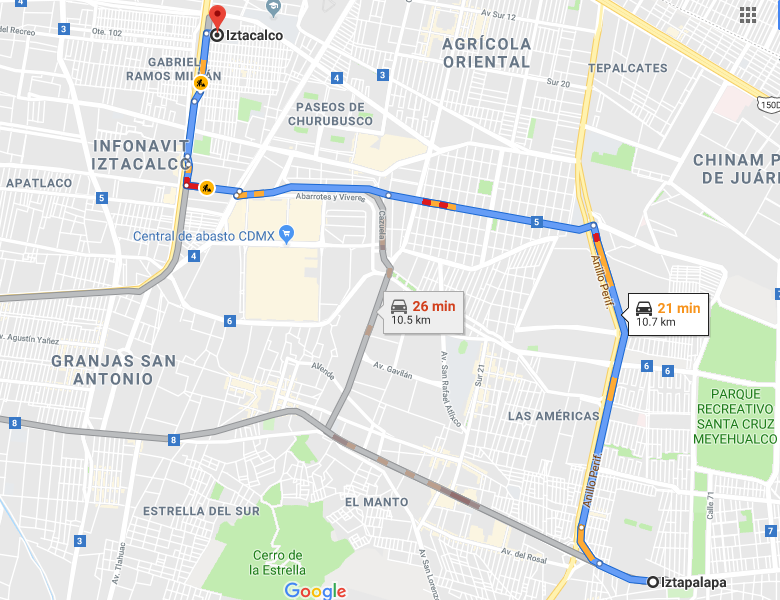 Av Sur 12
Iztacalco
del Recreo
3
Ote. 102
AGRÍCOLA
ORIENTAL
GABRIEL
RAMOS MILLÁN
4
3
TEPALCATES
Sur 20
150D
PASEOS DE
CHURUBUSCO
INFONAVIT
IZTACALCO
CHINAM P
DE JUÁR
APATLACO
5
Abarrotes y Víveres
5
Cazuela
Central de abasto CDMX
4
Anillo Perif.
26 min
10.5 km
21 min
10.7 km
6
Av. Agustín Yañez
GRANJAS SAN
ANTONIO
AVende
Av. Gavilán
Av. San Rafael Atlixco
Sur 21
6
6
PARQUE
RECREATIVO
SANTA CRUZ
MEYEHUALCO
LAS AMÉRICAS
8
8
Anillo Perif.
Calle 71
EL MANTO
ESTRELLA DEL SUR
7
3
Av. Tlahuac
Cerro de
la Estrella
Av. San Lorenzo
Av. del Rosal
Iztapalapa
Google